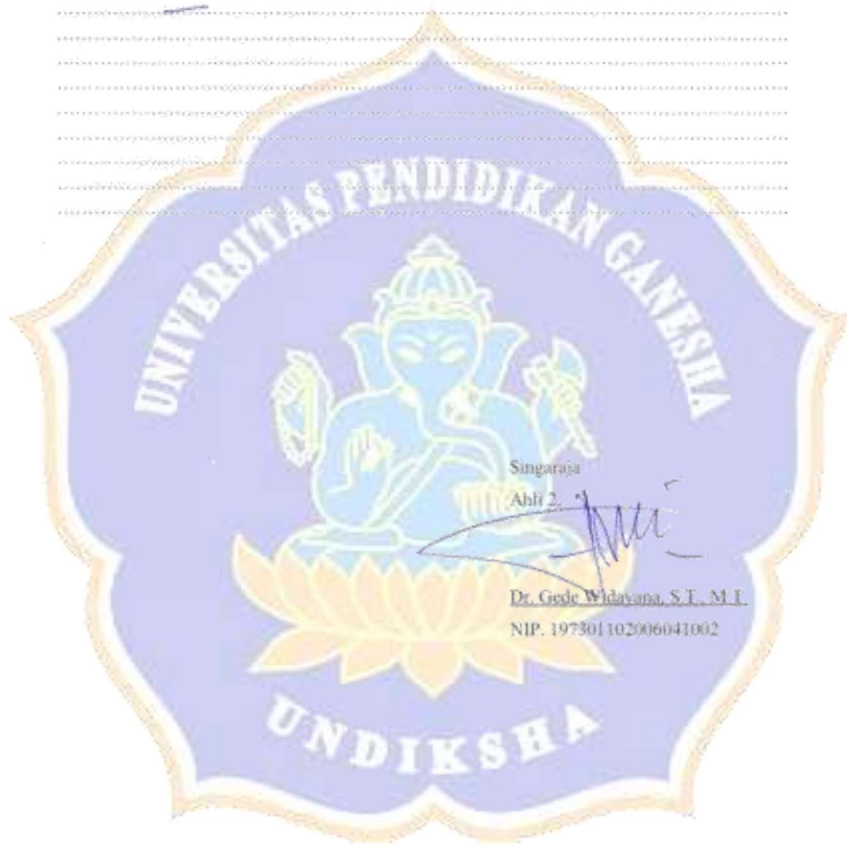 UNIVERSITAS PENDIDIKAN GANESHA
Singaraja
Ahli 2,
Dr. Gede Widayana, S.T., M.T.
NIP. 197301102006041002
UNDIKSHA